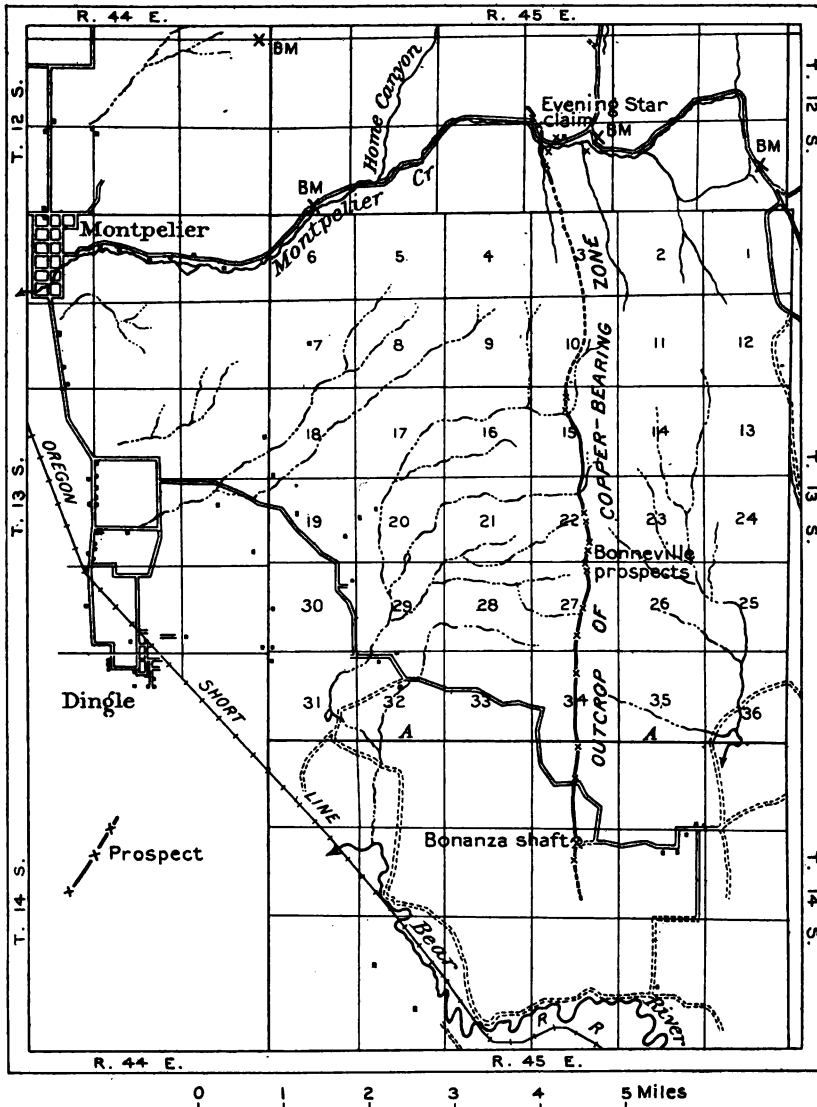 R. 44 E.
R. 45 E.
T. 12 S.
T. 12 S.
BM
Home Canyon
Evening Star
claim
BM
BM
BM
Montpelier Cr
Montpelier
6
5
4
3
2
1
7
8
9
10
11
12
18
17
16
15
14
13
OREGON
T. 13 S.
T. 13 S.
19
20
21
22
23
24
Bonneville
prospects
30
29
28
27
26
25
OUTCROP OF COPPER-BEARING ZONE
31
32
33
34
35
36
A
A
Dingle
SHORT
LINE
Prospect
Bonanza shaft
T. 14 S.
T. 14 S.
Bear
River
R
R
R. 44 E.
R. 45 E.
0 1 2 3 4 5 Miles